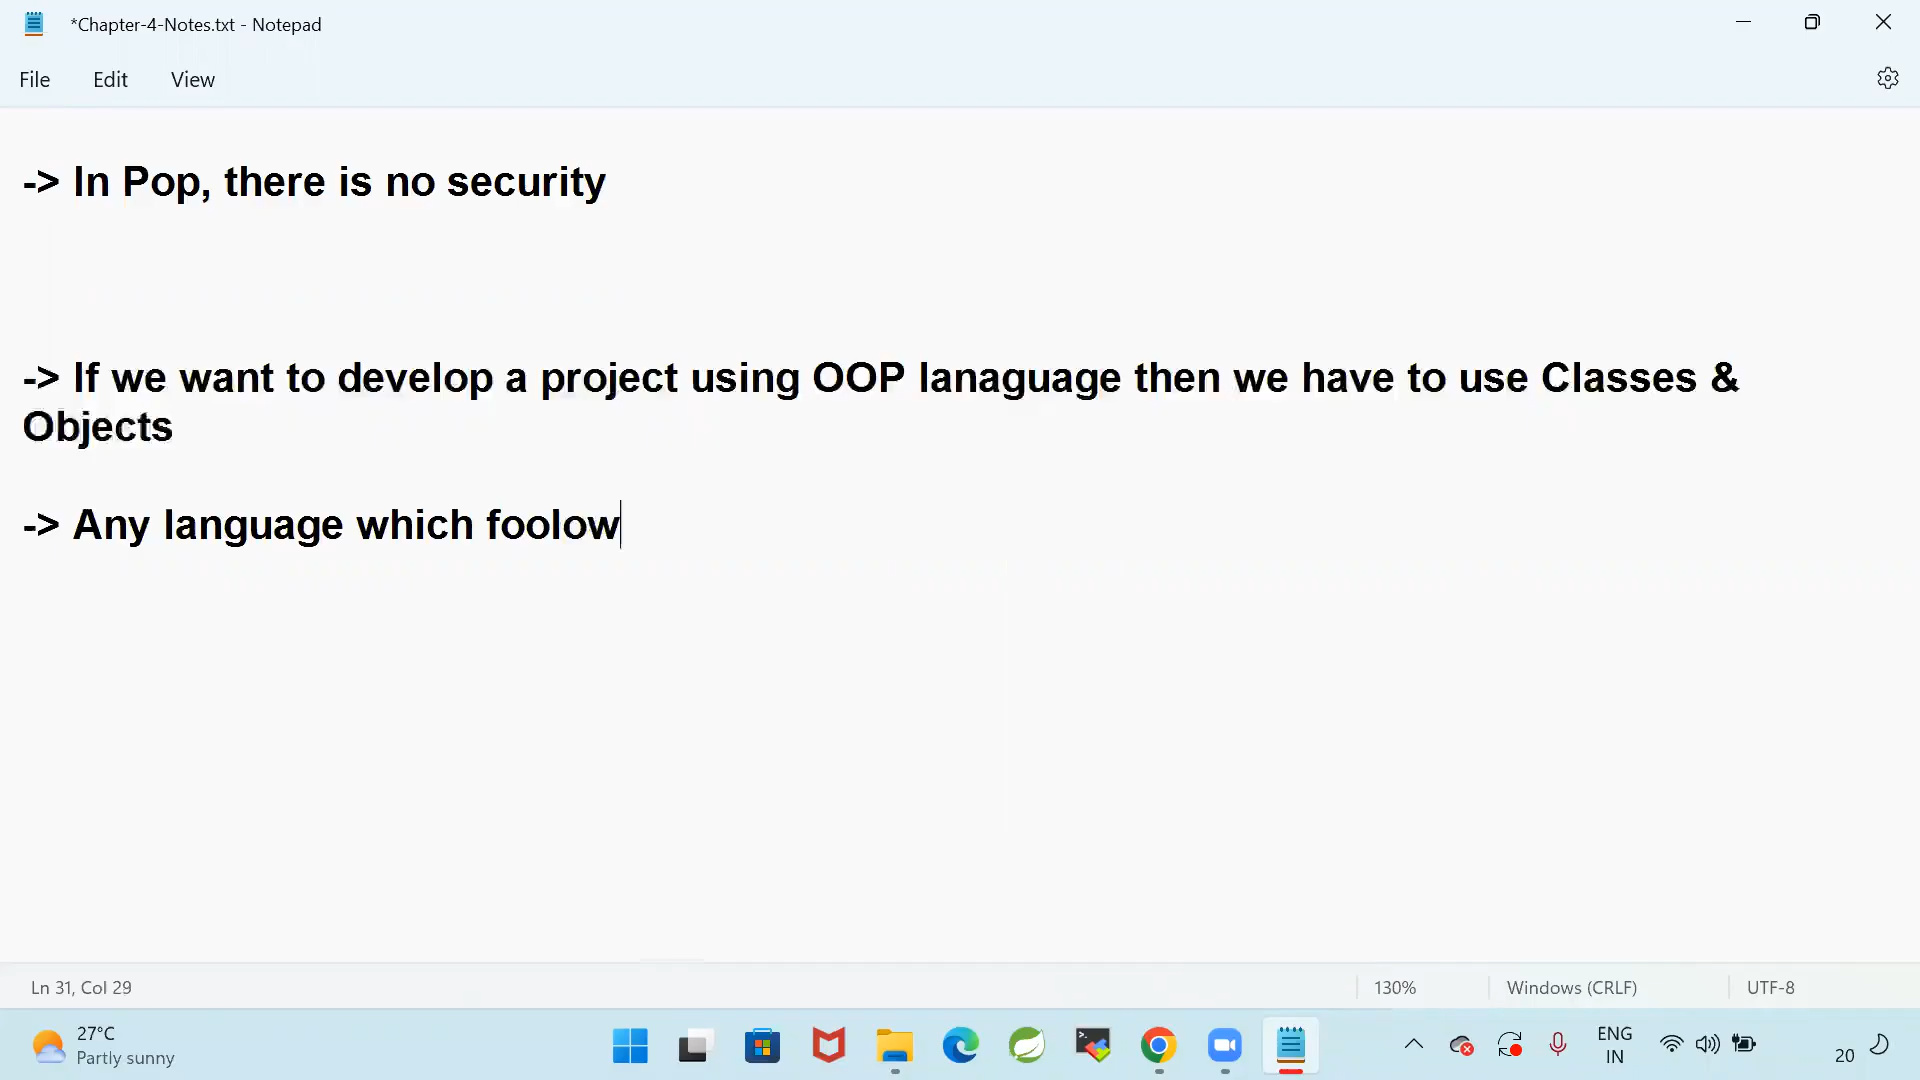 *Chapter-4-Notes.txt - Notepad
File Edit View
-> In Pop, there is no security
-> If we want to develop a project using OOP lanaguage then we have to use Classes &
Objects
-> Any language which foolow
Ln 31, Col 29 130% Windows (CRLF) UTF-8
27°C
Partly sunny
ENG
IN
20